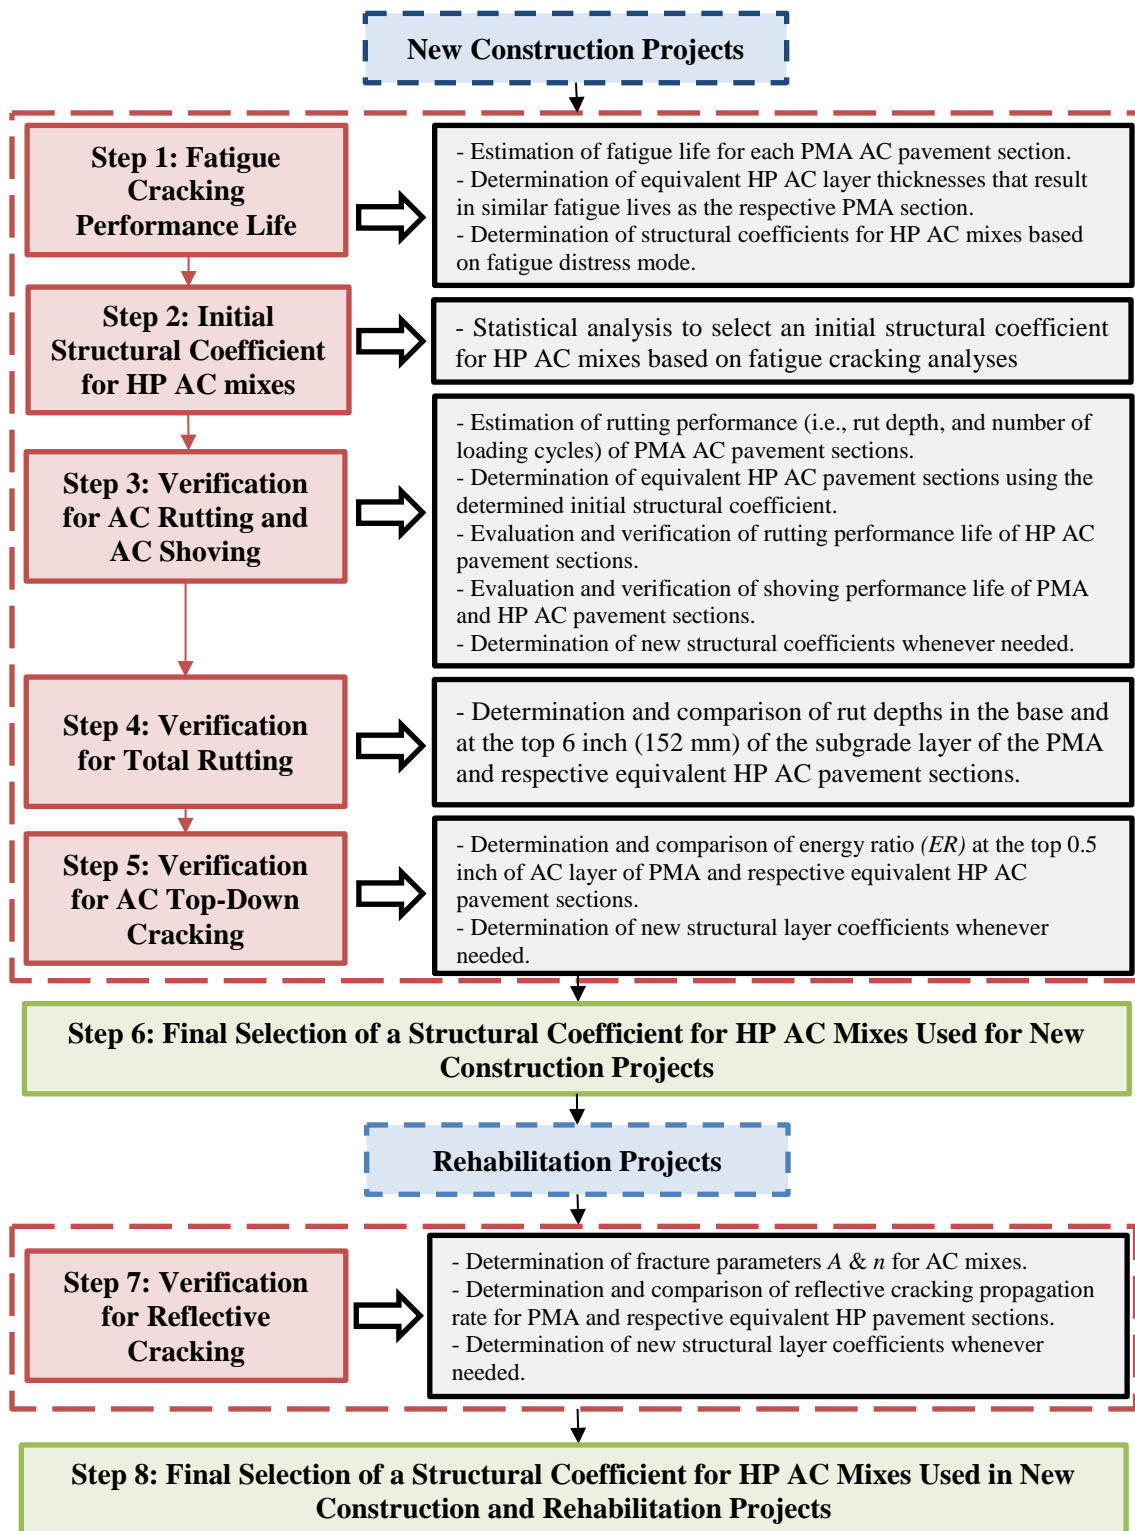 New Construction Projects
Step 1: Fatigue
Cracking
Performance Life
- Estimation of fatigue life for each PMA AC pavement section.
- Determination of equivalent HP AC layer thicknesses that result
in similar fatigue lives as the respective PMA section.
- Determination of structural coefficients for HP AC mixes based
on fatigue distress mode.
Step 2: Initial
Structural Coefficient
for HP AC mixes
- Statistical analysis to select an initial structural coefficient
for HP AC mixes based on fatigue cracking analyses
Step 3: Verification
for AC Rutting and
AC Shoving
- Estimation of rutting performance (i.e., rut depth, and number of
loading cycles) of PMA AC pavement sections.
- Determination of equivalent HP AC pavement sections using the
determined initial structural coefficient.
- Evaluation and verification of rutting performance life of HP AC
pavement sections.
- Evaluation and verification of shoving performance life of PMA
and HP AC pavement sections.
- Determination of new structural coefficients whenever needed.
Step 4: Verification
for Total Rutting
- Determination and comparison of rut depths in the base and
at the top 6 inch (152 mm) of the subgrade layer of the PMA
and respective equivalent HP AC pavement sections.
Step 5: Verification
for AC Top-Down
Cracking
- Determination and comparison of energy ratio (ER) at the top 0.5
inch of AC layer of PMA and respective equivalent HP AC
pavement sections.
- Determination of new structural layer coefficients whenever
needed.
Step 6: Final Selection of a Structural Coefficient for HP AC Mixes Used for New
Construction Projects
Rehabilitation Projects
Step 7: Verification
for Reflective
Cracking
- Determination of fracture parameters A & n for AC mixes.
- Determination and comparison of reflective cracking propagation
rate for PMA and respective equivalent HP pavement sections.
- Determination of new structural layer coefficients whenever
needed.
Step 8: Final Selection of a Structural Coefficient for HP AC Mixes Used in New
Construction and Rehabilitation Projects